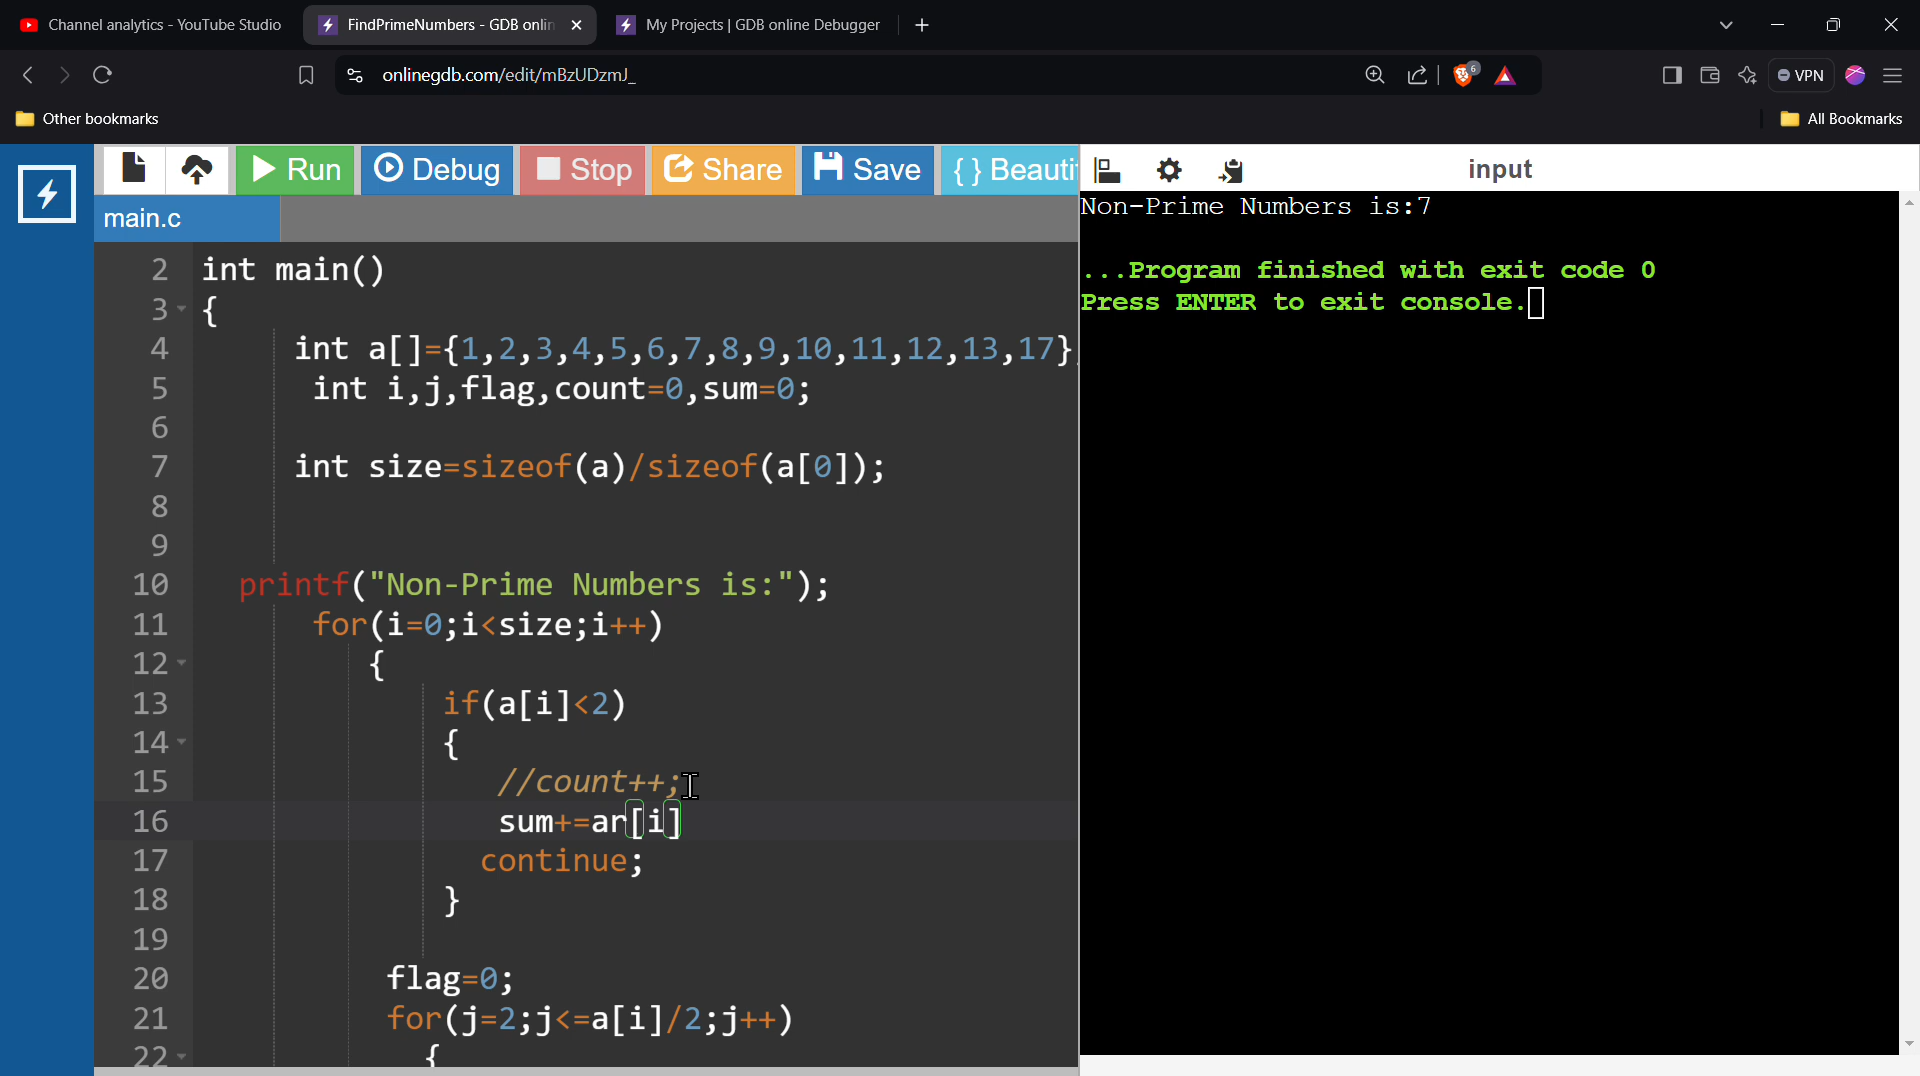 Channel analytics - YouTube Studio
FindPrimeNumbers - GDB onlin
My Projects | GDB online Debugger
onlinegdb.com/edit/mBzUDzmJ_
6
VPN
Other bookmarks
All Bookmarks
Run
Debug
Stop
Share
Save
{ } Beautif
input
main.c
2 int main()
3 {
4 int a[]={1,2,3,4,5,6,7,8,9,10,11,12,13,17}
5 int i,j,flag,count=0,sum=0;
6
7 int size=sizeof(a)/sizeof(a[0]);
8
9
10 printf("Non-Prime Numbers is:");
11 for(i=0;i<size;i++)
12 {
13 if(a[i]<2)
14 {
15 //count++;
16 sum+=ar[i]
17 continue;
18 }
19
20 flag=0;
21 for(j=2;j<=a[i]/2;j++)
22 {
Non-Prime Numbers is:7
...Program finished with exit code 0
Press ENTER to exit console.